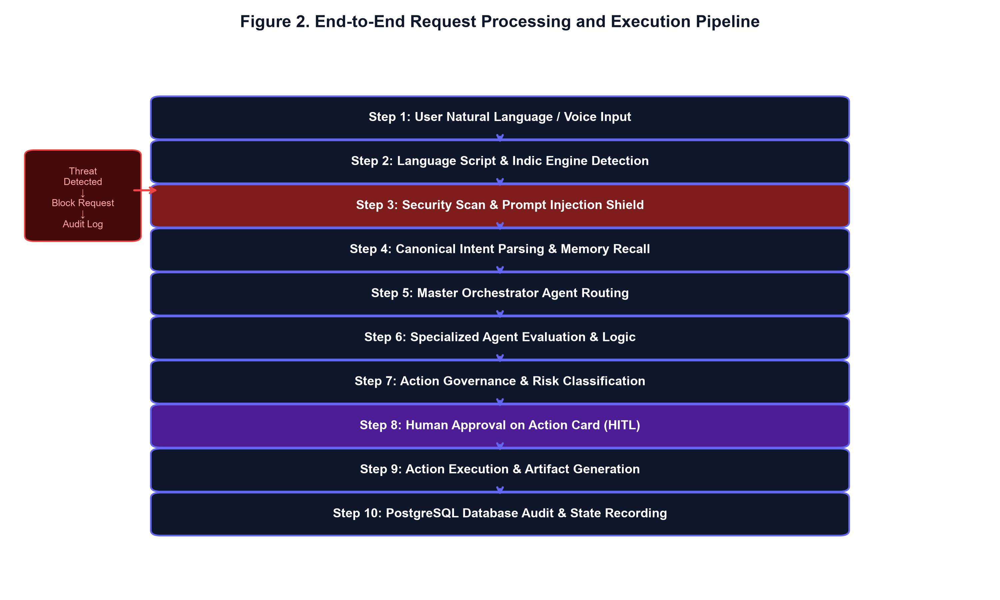 Figure 2. End-to-End Request Processing and Execution Pipeline
Step 1: User Natural Language / Voice Input
Step 2: Language Script & Indic Engine Detection
Threat
Detected
↓
Block Request
↓
Audit Log
Step 3: Security Scan & Prompt Injection Shield
Step 4: Canonical Intent Parsing & Memory Recall
Step 5: Master Orchestrator Agent Routing
Step 6: Specialized Agent Evaluation & Logic
Step 7: Action Governance & Risk Classification
Step 8: Human Approval on Action Card (HITL)
Step 9: Action Execution & Artifact Generation
Step 10: PostgreSQL Database Audit & State Recording